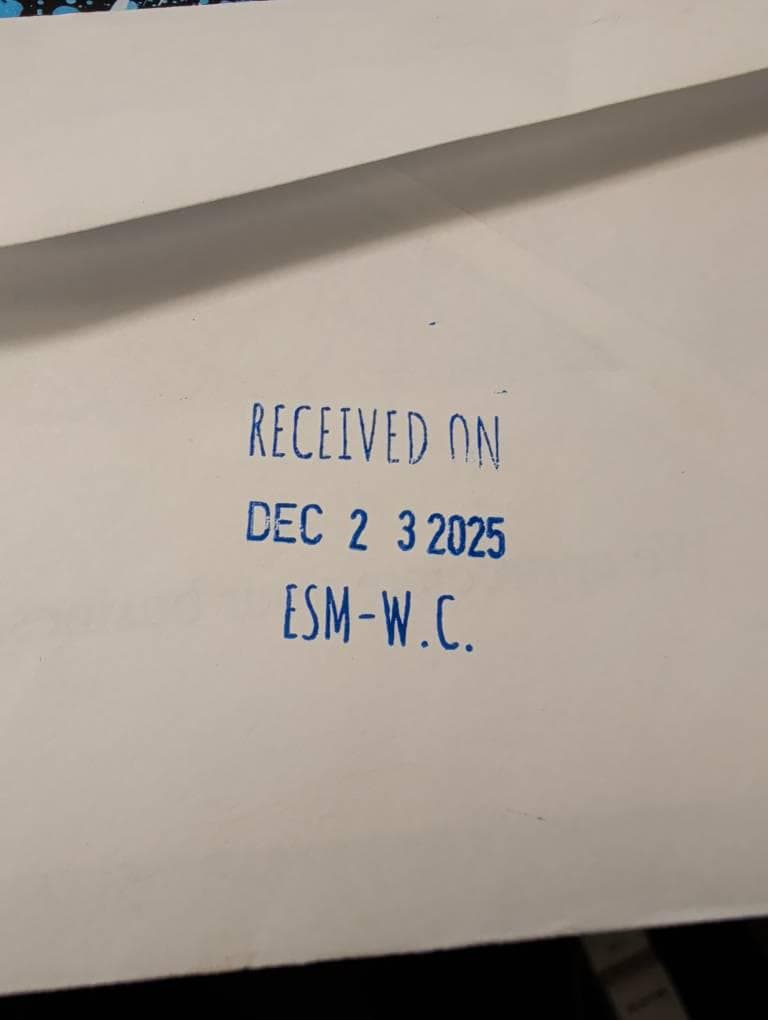 RECEIVED ON
DEC 2 3 2025
ESM-W.C.